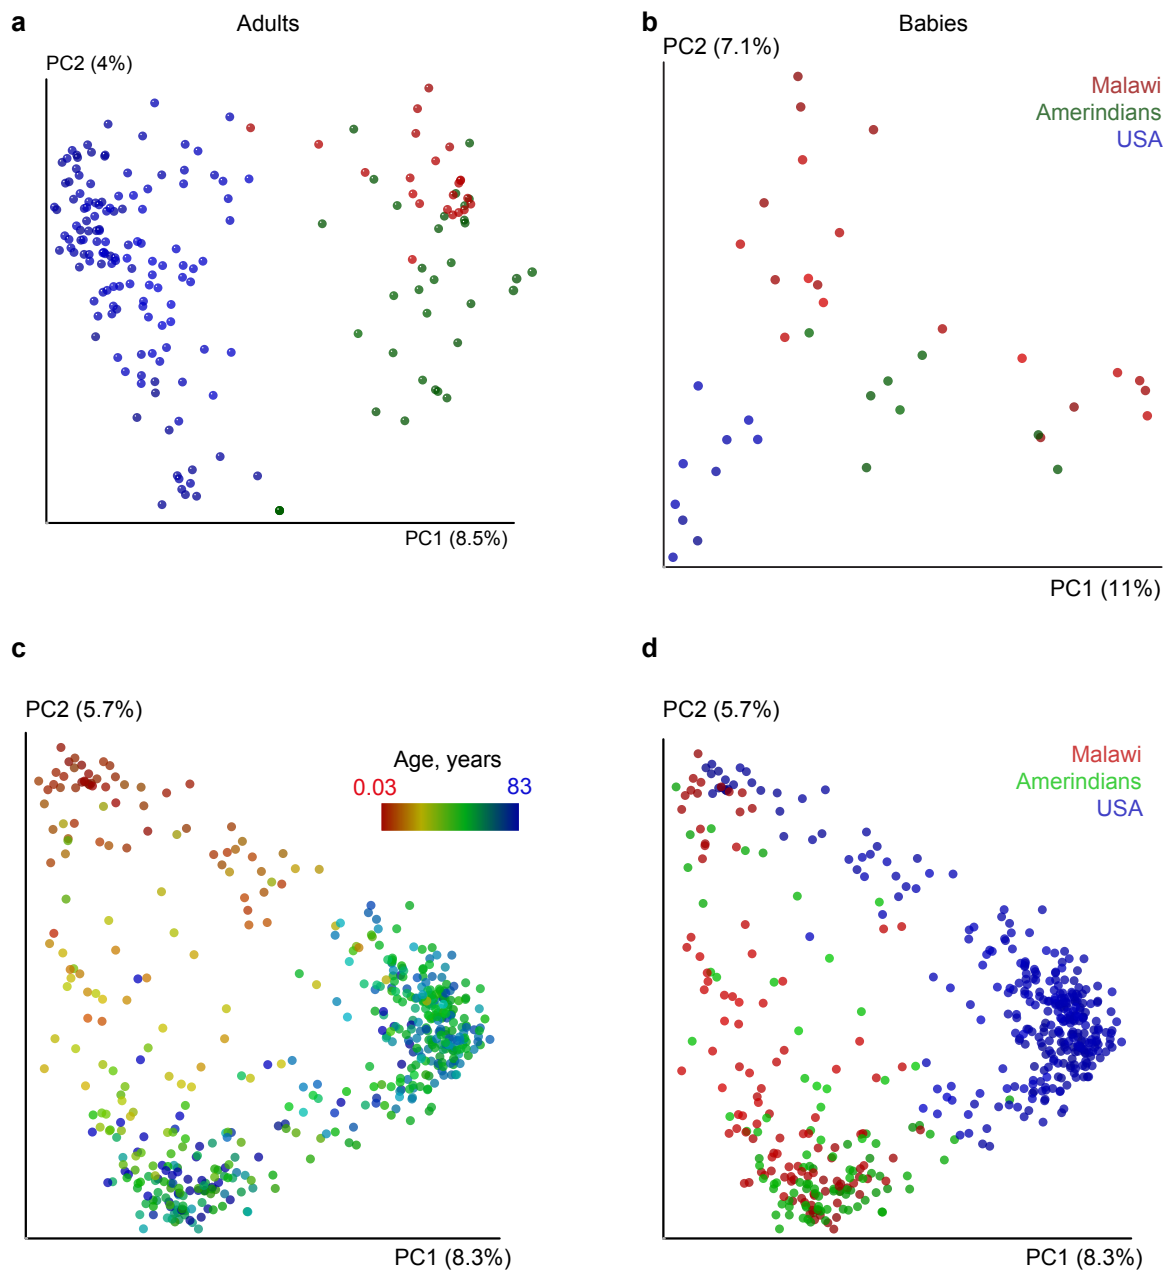 a
Adults
PC2 (4%)
PC1 (8.5%)
b
Babies
PC2 (7.1%)
Malawi
Amerindians
USA
PC1 (11%)
c
PC2 (5.7%)
Age, years
0.03
83
PC1 (8.3%)
d
PC2 (5.7%)
Malawi
Amerindians
USA
PC1 (8.3%)